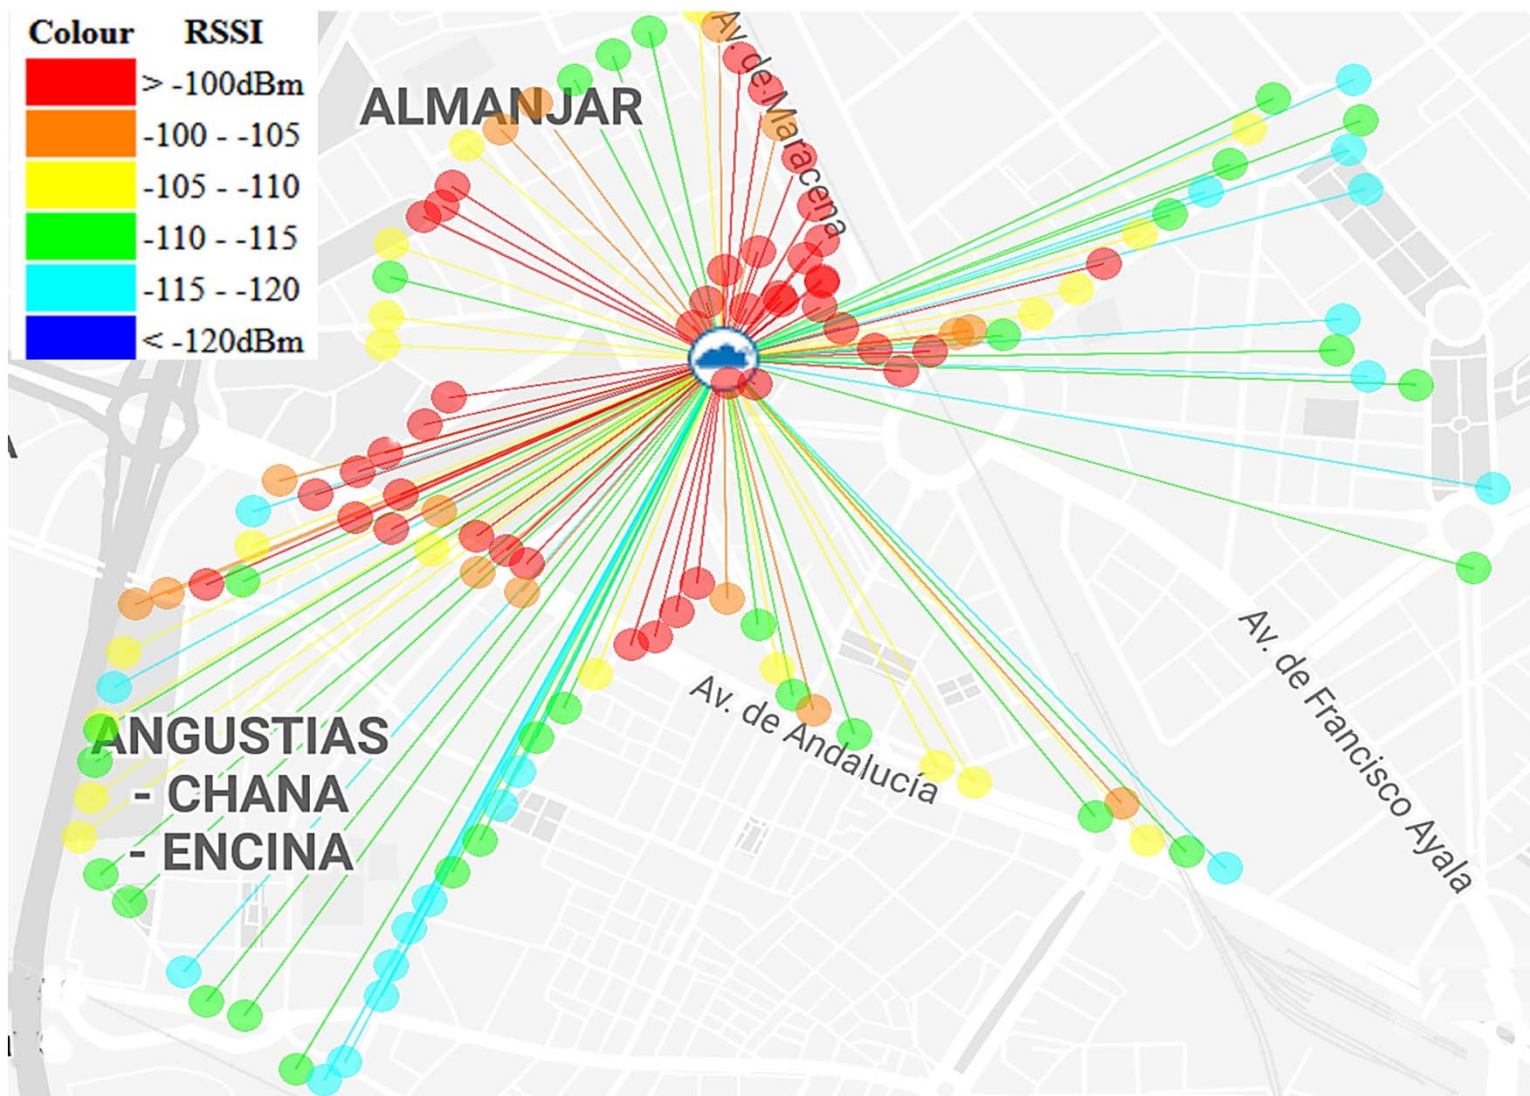 Colour RSSI
> -100dBm
-100 - -105
-105 - -110
-110 - -115
-115 - -120
< -120dBm
ALMANJAR
Av. de Maracena
ANGUSTIAS
- CHANA
- ENCINA
Av. de Andalucía
Av. de Francisco Ayala